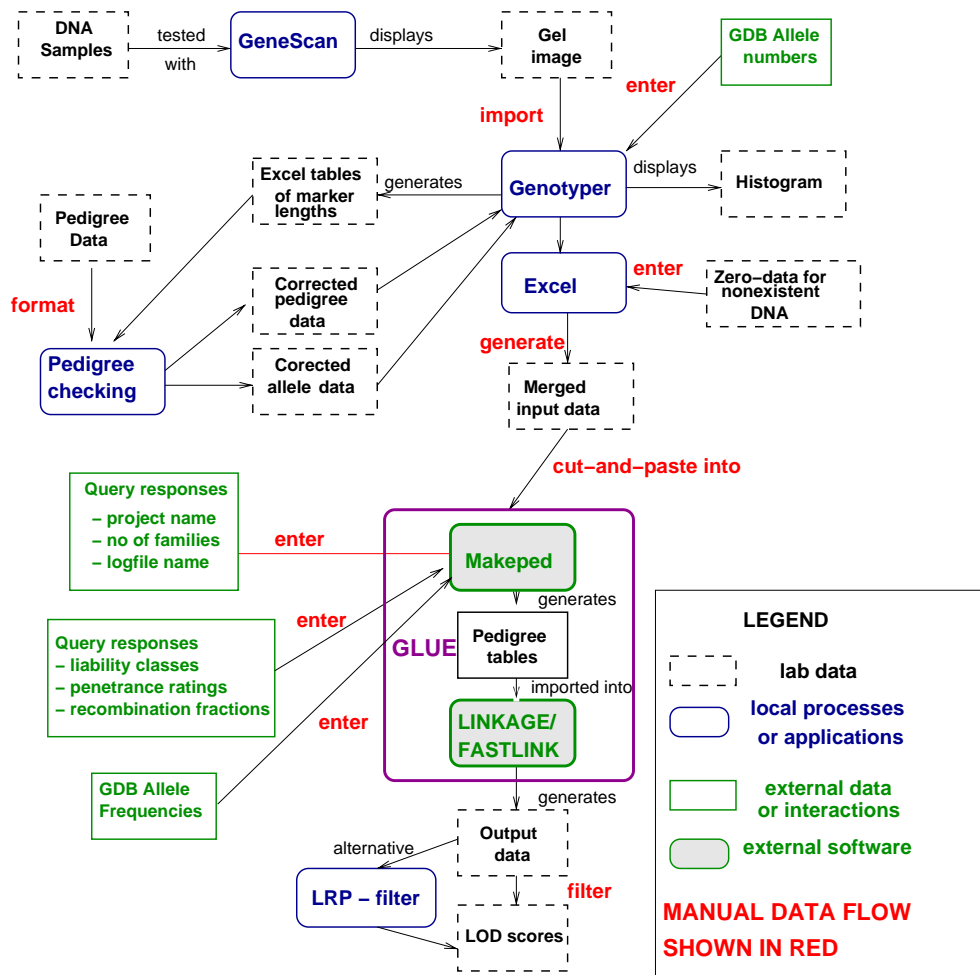 DNA
Samples
tested
with
GeneScan
displays
Gel
image
GDB Allele
numbers
import
enter
Excel tables
of marker
lengths
generates
Genotyper
displays
Histogram
Pedigree
Data
format
Corrected
pedigree
data
Excel
enter
Zero–data for
nonexistent
DNA
Pedigree
checking
Corected
allele data
generate
Merged
input data
cut–and–paste into
Query responses
– project name
– no of families
– logfile name
enter
Makeped
generates
Query responses
– liability classes
– penetrance ratings
– recombination fractions
enter
GLUE
Pedigree
tables
imported into
enter
LINKAGE/
FASTLINK
GDB Allele
Frequencies
generates
alternative
Output
data
LRP – filter
filter
LOD scores
LEGEND
lab data
local processes
or applications
external data
or interactions
external software
MANUAL DATA FLOW
SHOWN IN RED